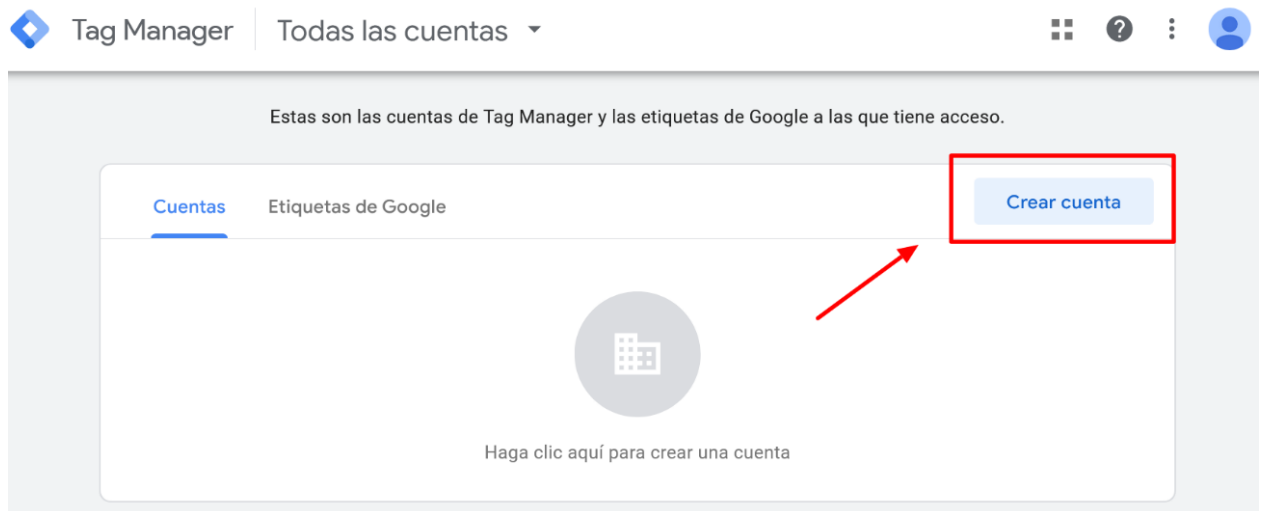 Tag Manager Todas las cuentas
Estas son las cuentas de Tag Manager y las etiquetas de Google a las que tiene acceso.
Cuentas Etiquetas de Google Crear cuenta
Haga clic aquí para crear una cuenta